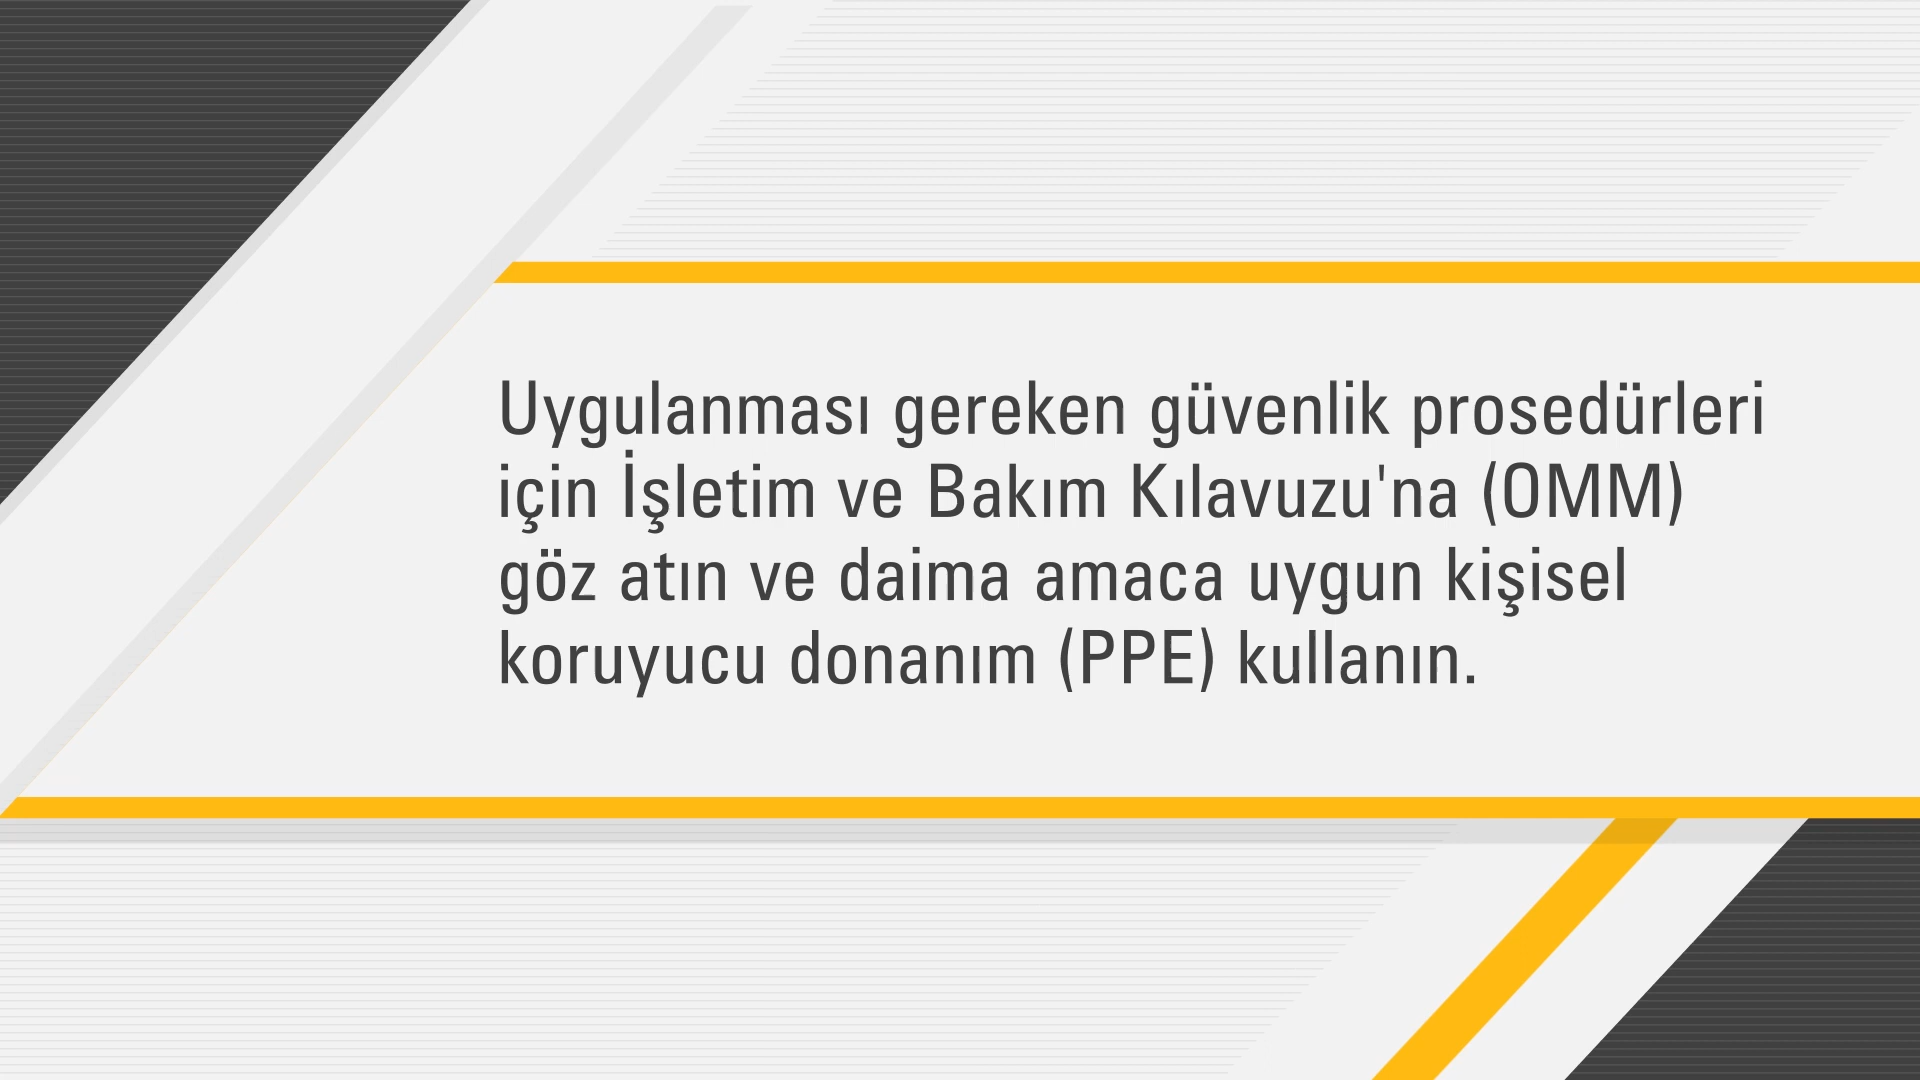 Uygulanması gereken güvenlik prosedürleri
için İşletim ve Bakım Kılavuzu'na (OMM)
göz atın ve daima amaca uygun kişisel
koruyucu donanım (PPE) kullanın.